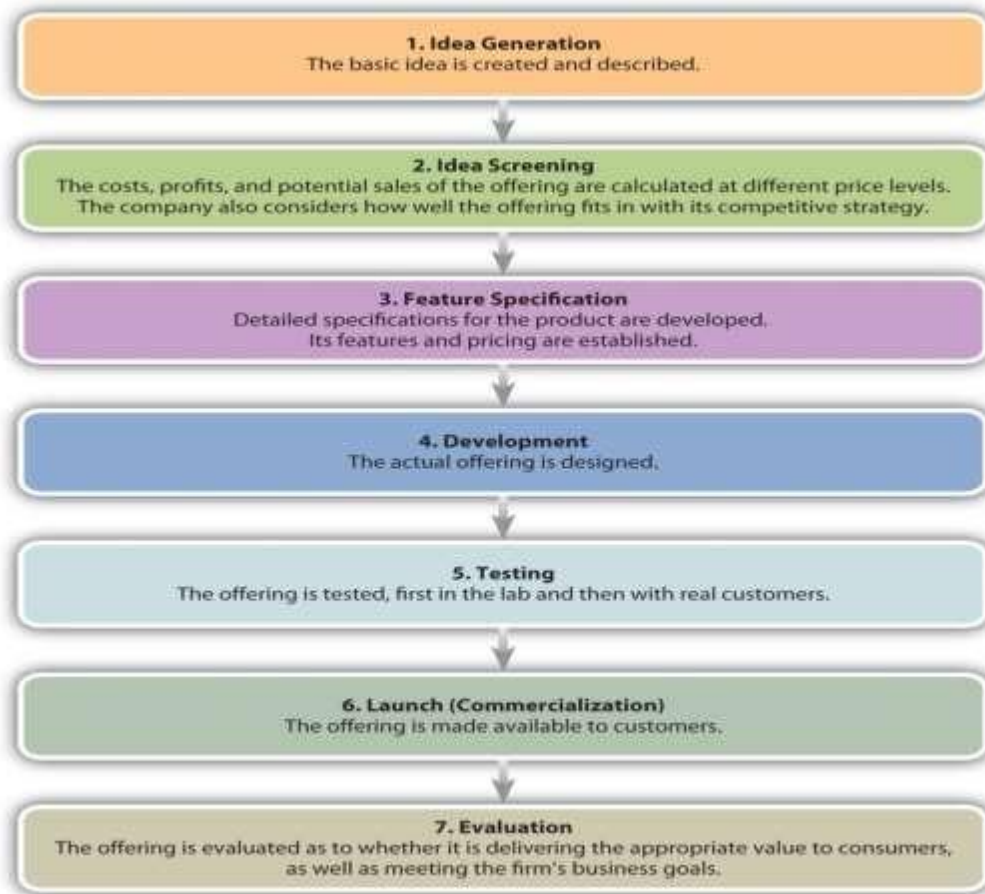 1. Idea Generation
The basic idea is created and described.
2. Idea Screening
The costs, profits, and potential sales of the offering are calculated at different price levels.
The company also considers how well the offering fits in with its competitive strategy.
3. Feature Specification
Detailed specifications for the product are developed.
Its features and pricing are established.
4. Development
The actual offering is designed.
5. Testing
The offering is tested, first in the lab and then with real customers.
6. Launch (Commercialization)
The offering is made available to customers.
7. Evaluation
The offering is evaluated as to whether it is delivering the appropriate value to consumers,
as well as meeting the firm's business goals.